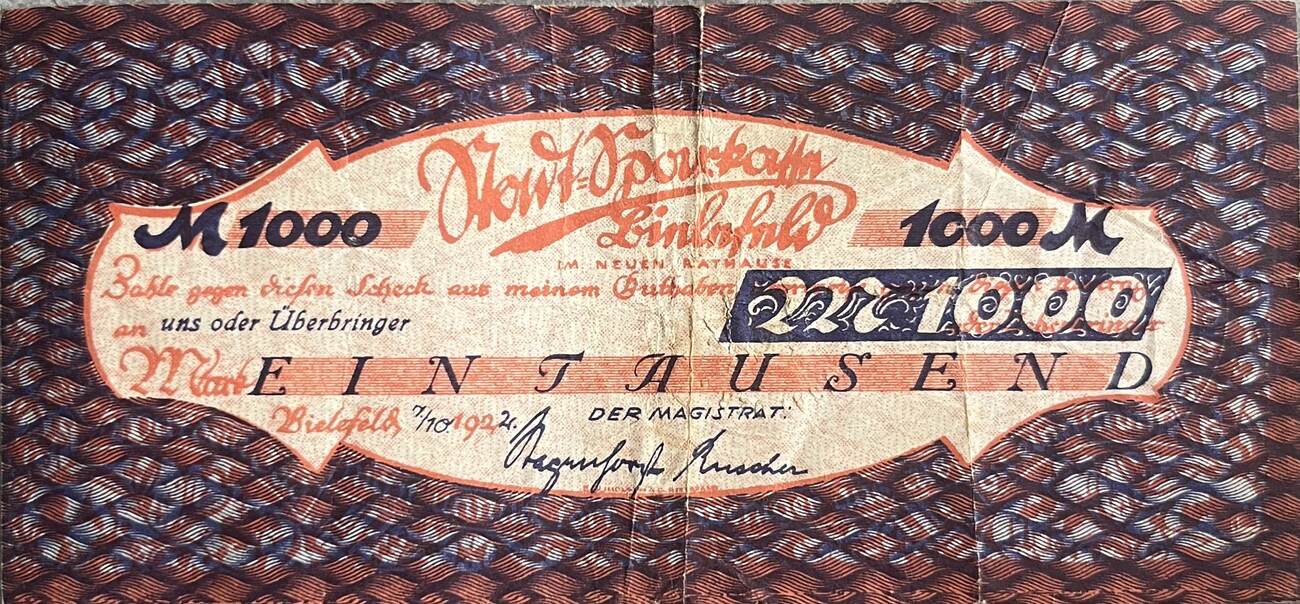 Stadt=Sparkasse
Bielefeld
IM NEUEN RATHAUSE
M 1000
1000 M
Zahle gegen diesen Scheck aus meinem Guthaben
M 1000
an uns oder Überbringer
Mark EINTAUSEND
Bielefeld, 7/10 1922.
DER MAGISTRAT: